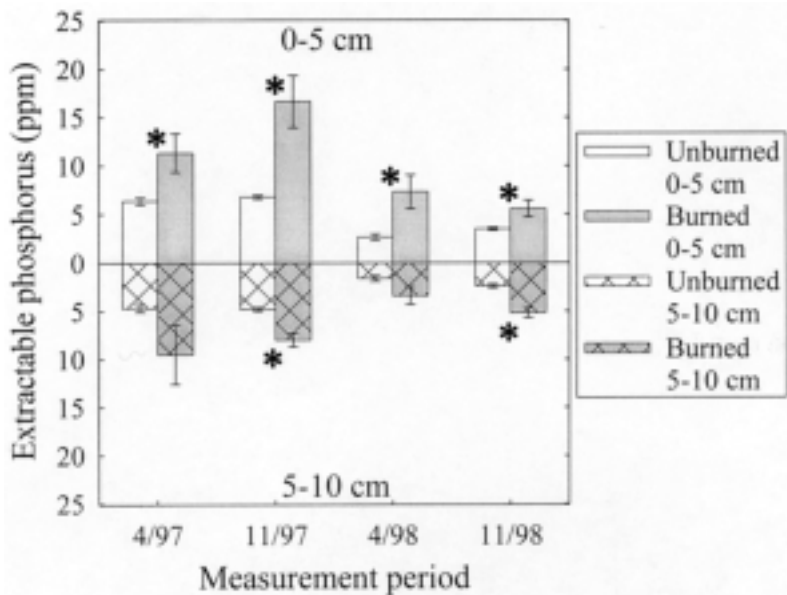 25
20
15
10
5
0
5
10
15
20
25
Extractable phosphorus (ppm)
0-5 cm
*
*
*
*
*
*
5-10 cm
4/97
11/97
4/98
11/98
Measurement period
Unburned
0-5 cm
Burned
0-5 cm
Unburned
5-10 cm
Burned
5-10 cm